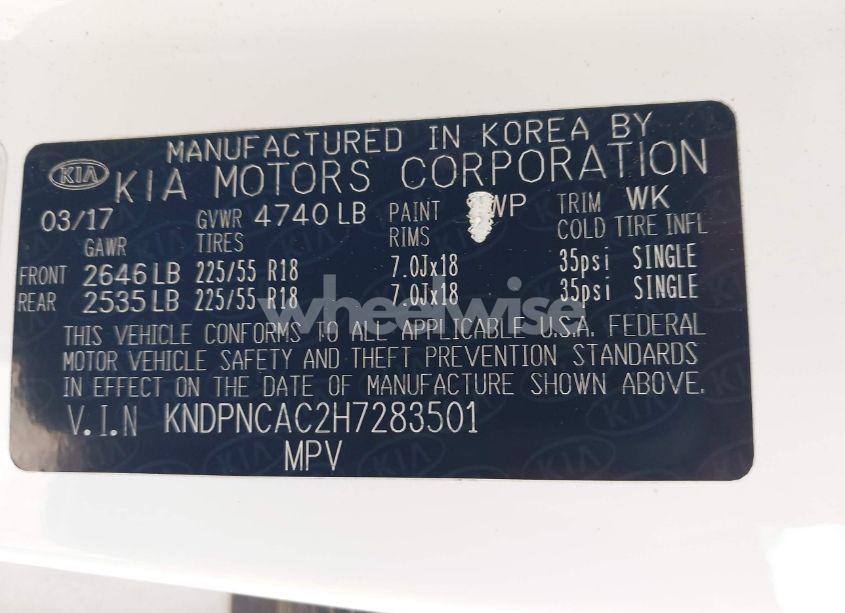 MANUFACTURED IN KOREA BY
KIA KIA MOTORS CORPORATION
03/17 GVWR 4740 LB PAINT WP TRIM WK
GAWR TIRES RIMS COLD TIRE INFL
FRONT 2646 LB 225/55 R18 7.0Jx18 35psi SINGLE
REAR 2535 LB 225/55 R18 7.0Jx18 35psi SINGLE
wheelwise
THIS VEHICLE CONFORMS TO ALL APPLICABLE U.S.A. FEDERAL
MOTOR VEHICLE SAFETY AND THEFT PREVENTION STANDARDS
IN EFFECT ON THE DATE OF MANUFACTURE SHOWN ABOVE.
V.I.N KNDPNCAC2H7283501
MPV